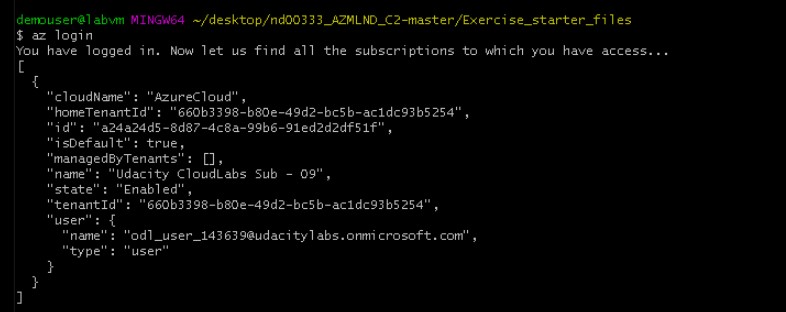 demouser@labvm MINGW64 ~/desktop/nd00333_AZMLND_C2-master/Exercise_starter_files
$ az login
You have logged in. Now let us find all the subscriptions to which you have access...
[
  {
    "cloudName": "AzureCloud",
    "homeTenantId": "660b3398-b80e-49d2-bc5b-ac1dc93b5254",
    "id": "a24a24d5-8d87-4c8a-99b6-91ed2d2df51f",
    "isDefault": true,
    "managedByTenants": [],
    "name": "Udacity CloudLabs Sub - 09",
    "state": "Enabled",
    "tenantId": "660b3398-b80e-49d2-bc5b-ac1dc93b5254",
    "user": {
      "name": "odl_user_143639@udacitylabs.onmicrosoft.com",
      "type": "user"
    }
  }
]